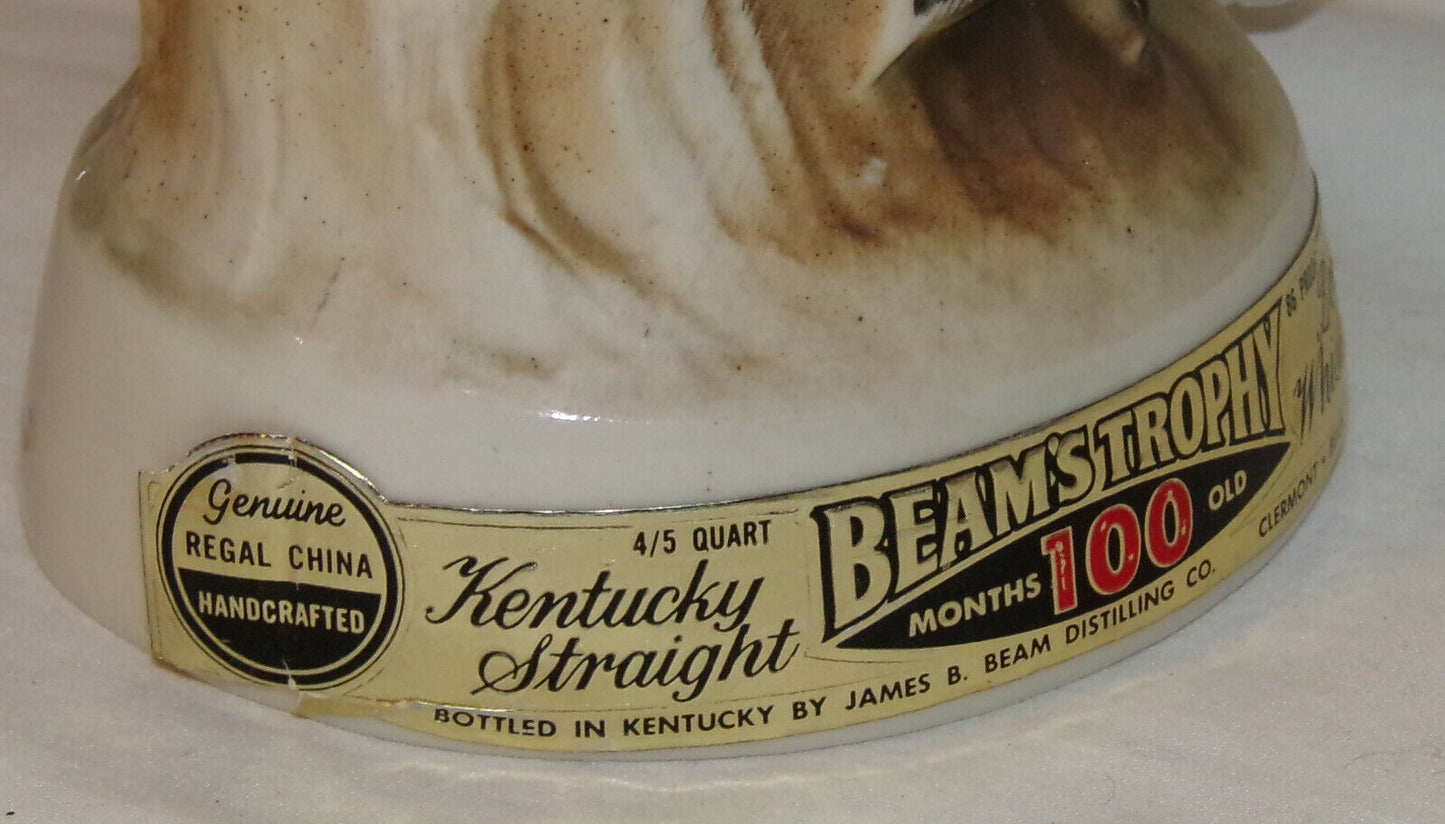 Genuine
REGAL CHINA
HANDCRAFTED
4/5 QUART
Kentucky
Straight
BEAM'S TROPHY
MONTHS 100 OLD
BOTTLED IN KENTUCKY BY JAMES B. BEAM DISTILLING CO.
86
CLERMONT